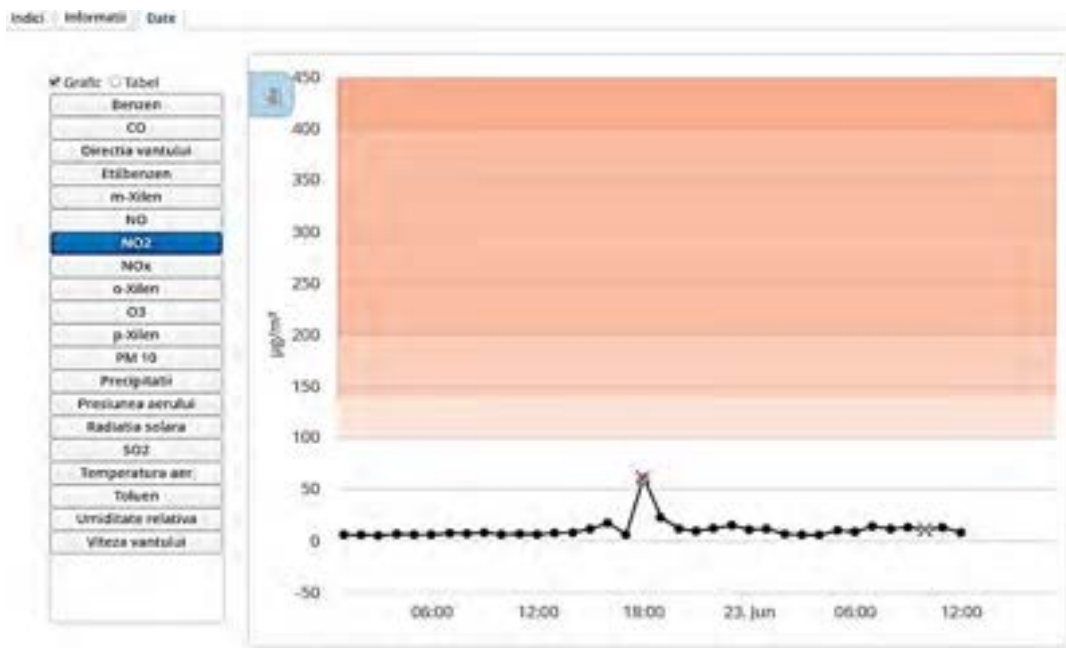 Indici Informatii Date
Grafic Tabel
Benzen
CO
Directia vantului
Etilbenzen
m-Xilen
NO
NO2
NOx
o-Xilen
O3
p-Xilen
PM 10
Precipitatii
Presiunea aerului
Radiatia solara
SO2
Temperatura aer
Toluen
Umiditate relativa
Viteza vantului
450
400
350
300
250
200
150
100
50
0
-50
µg/m³
06:00 12:00 18:00 23. Jun 06:00 12:00